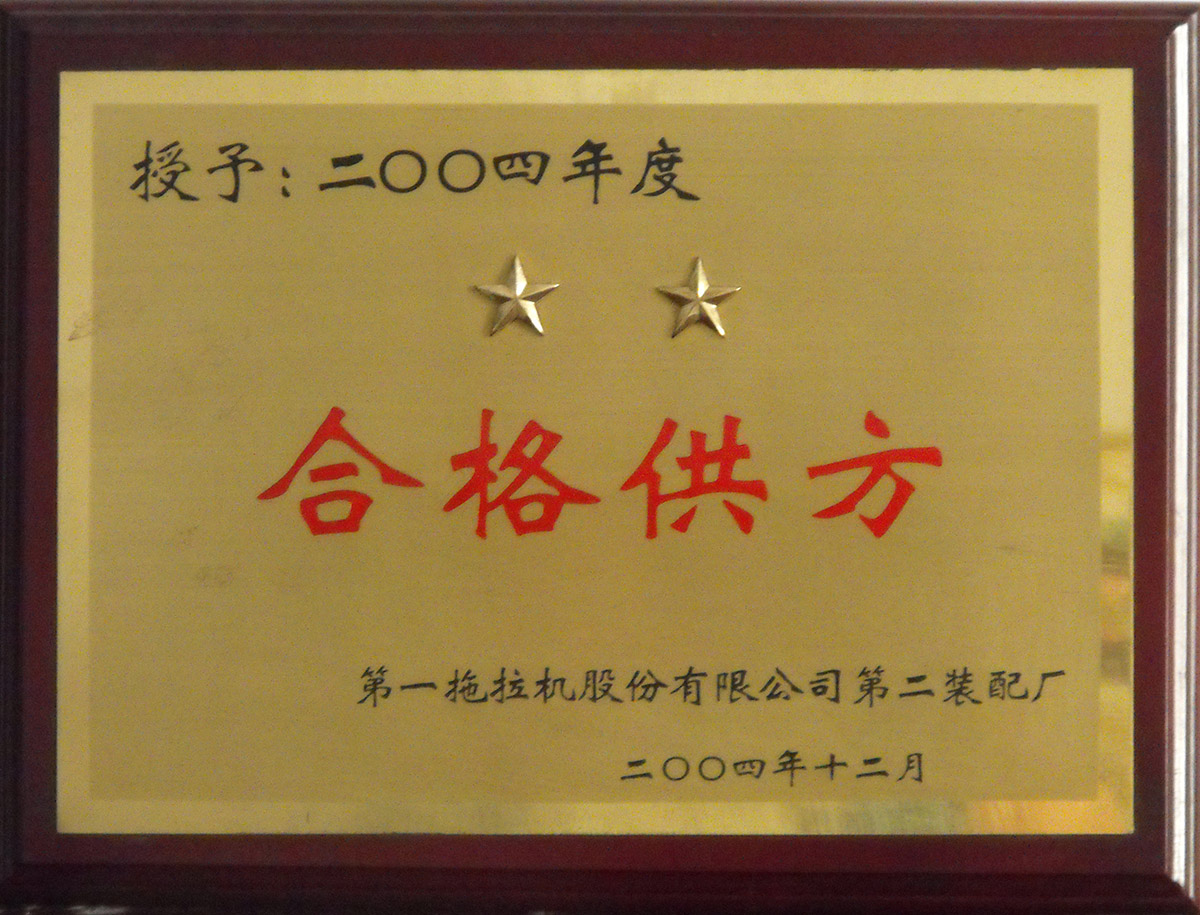 授予：二〇〇四年度
合格供方
第一拖拉机股份有限公司第二装配厂
二〇〇四年十二月